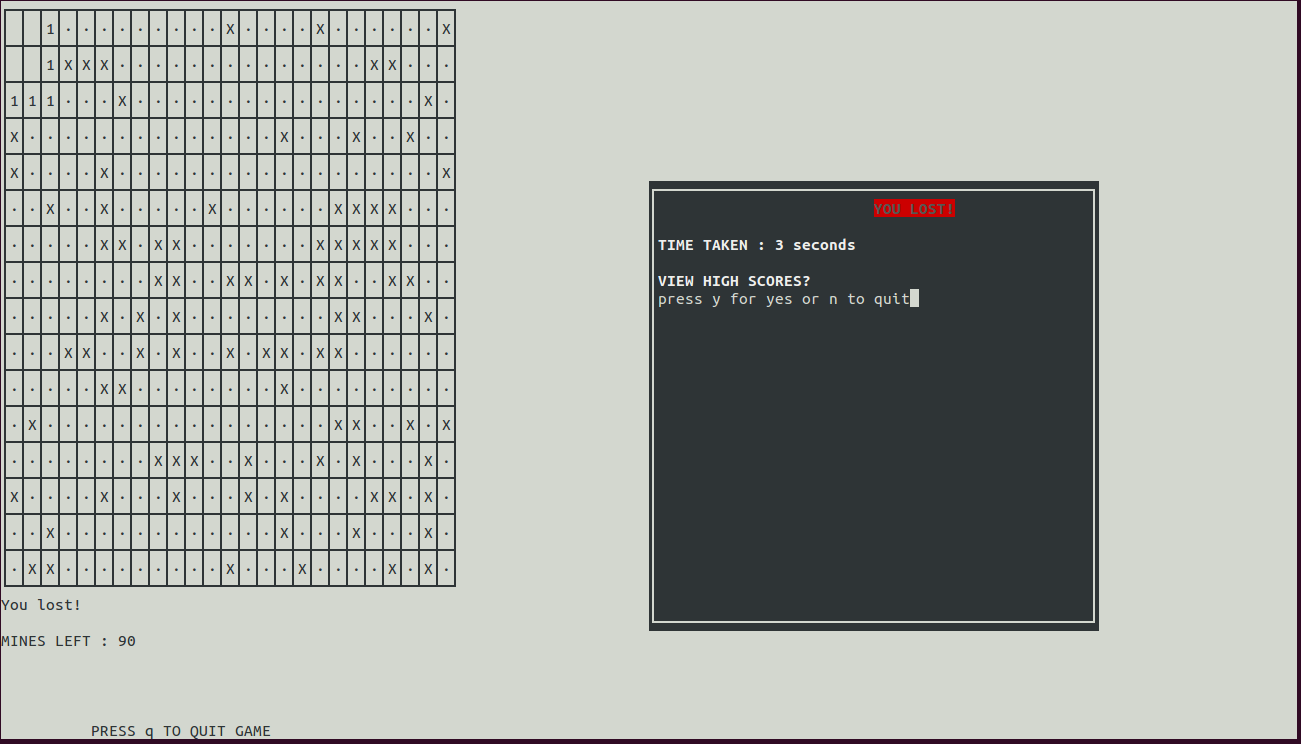 1 · · · · · · · · · X · · · · X · · · · · · X
1 X X X · · · · · · · · · · · · · · X X · · ·
1 1 1 · · · X · · · · · · · · · · · · · · · · X ·
X · · · · · · · · · · · · · · X · · · X · · X · ·
X · · · · X · · · · · · · · · · · · · · · · · · X
· · X · · X · · · · · X · · · · · · X X X X · · ·
· · · · · X X · X X · · · · · · · X X X X X · · ·
· · · · · · · · X X · · X X · X · X X · · X X · ·
· · · · · X · X · X · · · · · · · · X X · · · X ·
· · · X X · · X · X · · X · X X · X X · · · · · ·
· · · · · X X · · · · · · · · X · · · · · · · · ·
· X · · · · · · · · · · · · · · · · X X · · X · X
· · · · · · · · X X X · · X · · · X · X · · · X ·
X · · · · X · · · X · · · X · X · · · · X X · X ·
· · X · · · · · · · · · · · · X · · · X · · · X ·
· X X · · · · · · · · · X · · · X · · · · X · X ·
You lost!
MINES LEFT : 90
PRESS q TO QUIT GAME
YOU LOST!
TIME TAKEN : 3 seconds
VIEW HIGH SCORES?
press y for yes or n to quit